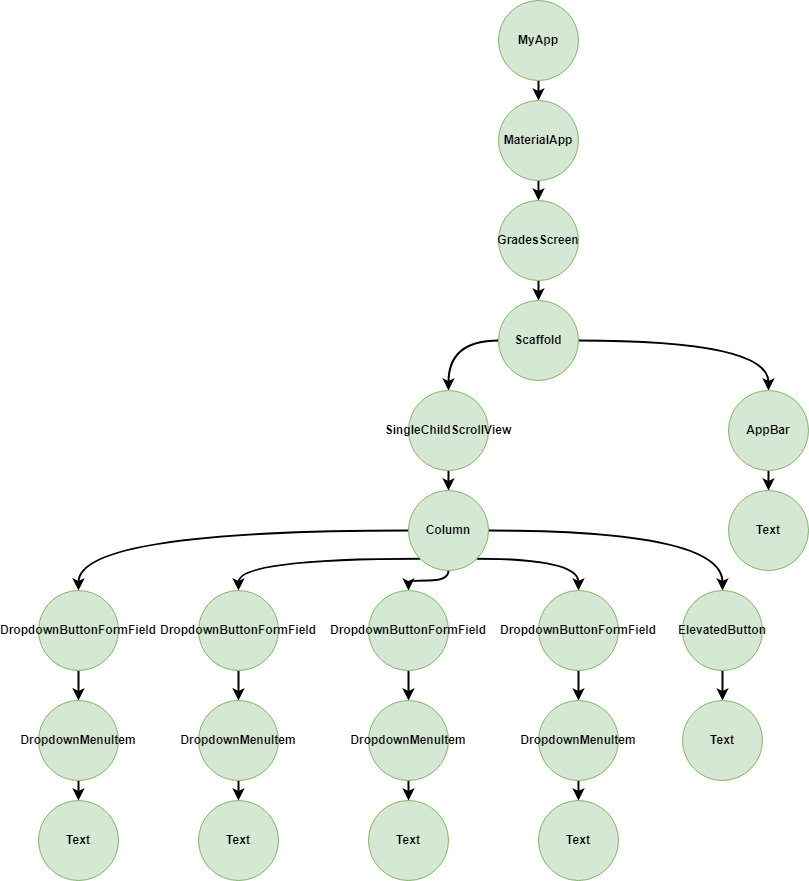 MyApp
MaterialApp
GradesScreen
Scaffold
SingleChildScrollView
AppBar
Column
Text
DropdownButtonFormField
DropdownButtonFormField
DropdownButtonFormField
DropdownButtonFormField
ElevatedButton
DropdownMenuItem
DropdownMenuItem
DropdownMenuItem
DropdownMenuItem
Text
Text
Text
Text
Text